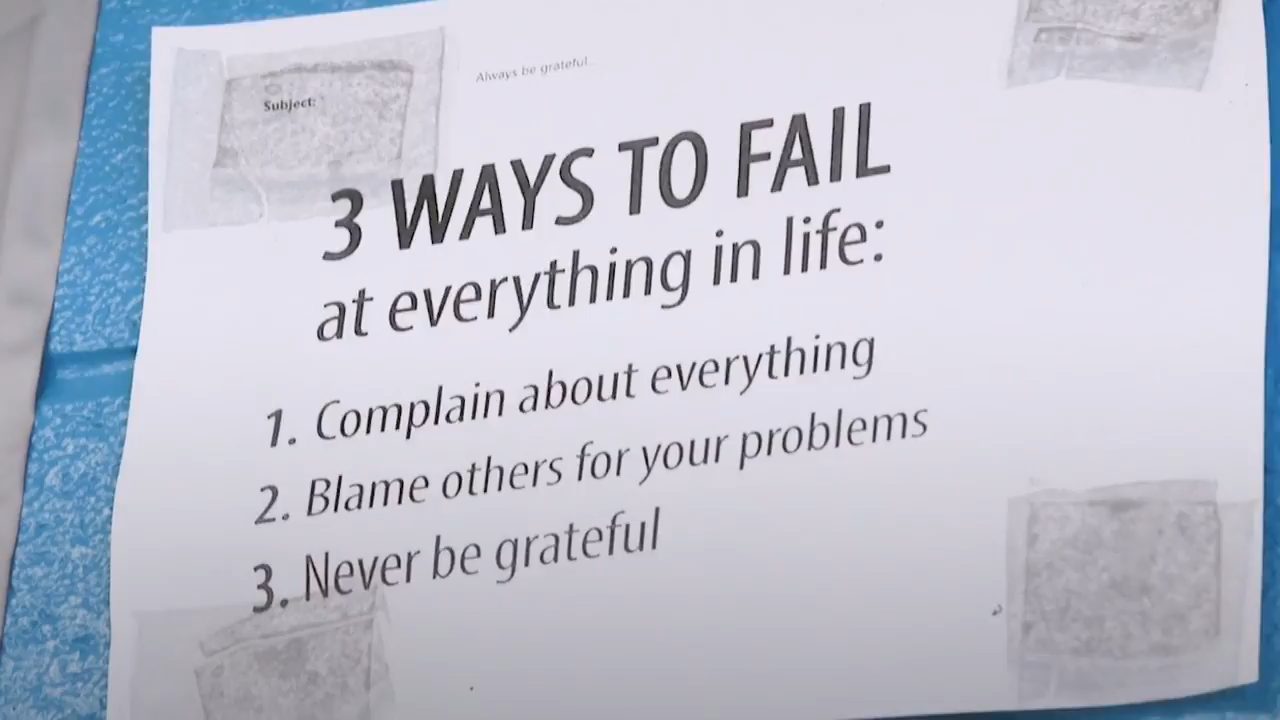 Always be grateful...
Subject:
3 WAYS TO FAIL
at everything in life:
1. Complain about everything
2. Blame others for your problems
3. Never be grateful